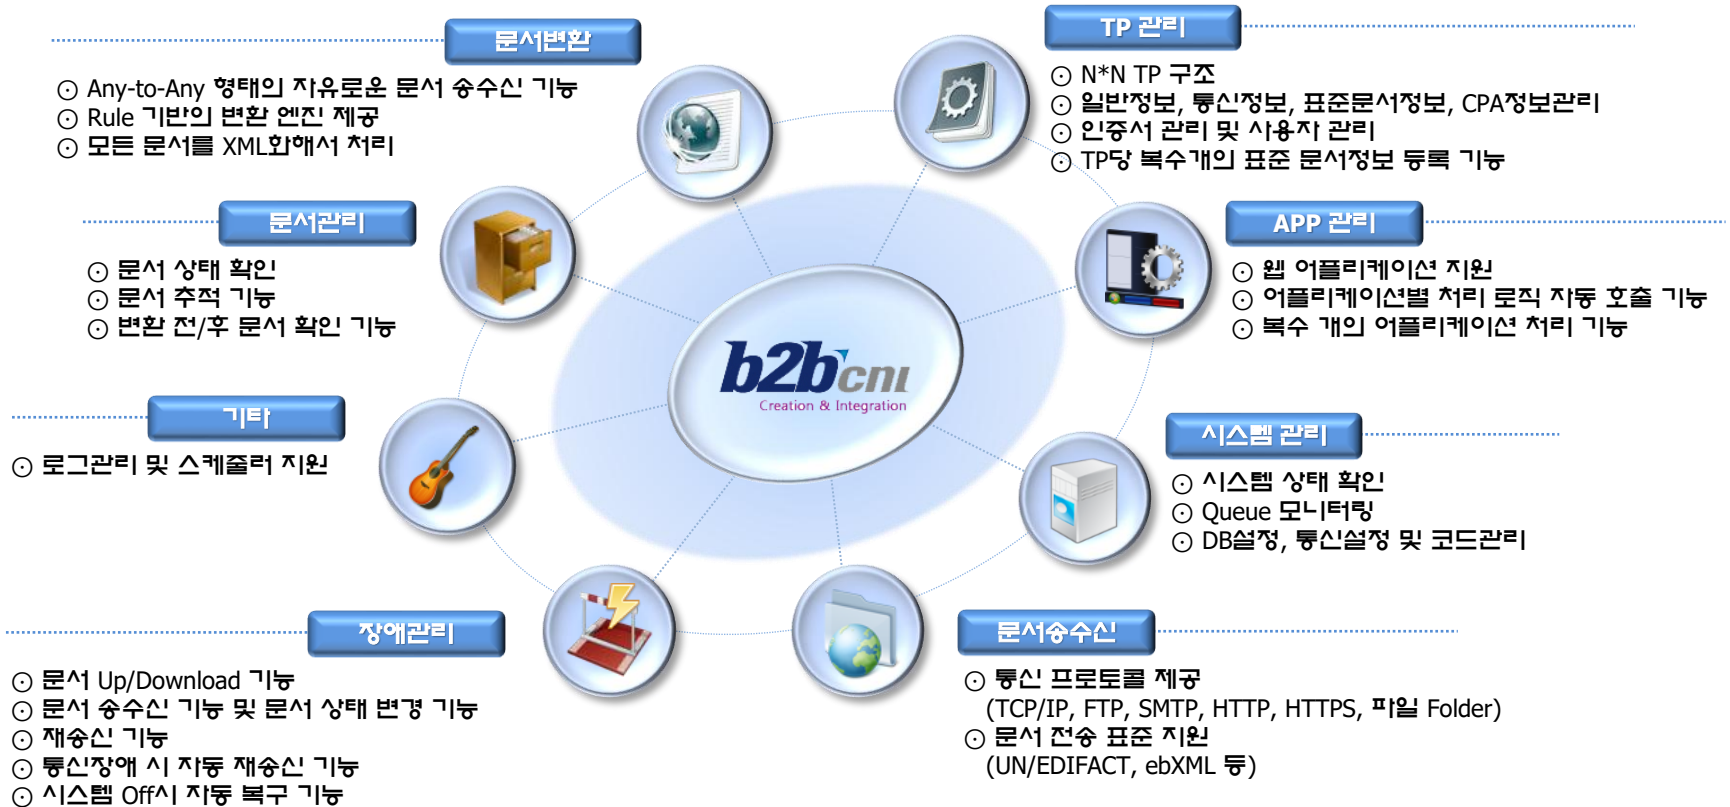 문서변환
⊙ Any-to-Any 형태의 자유로운 문서 송수신 기능
⊙ Rule 기반의 변환 엔진 제공
⊙ 모든 문서를 XML화해서 처리
TP 관리
⊙ N*N TP 구조
⊙ 일반정보, 통신정보, 표준문서정보, CPA정보관리
⊙ 인증서 관리 및 사용자 관리
⊙ TP당 복수개의 표준 문서정보 등록 기능
문서관리
⊙ 문서 상태 확인
⊙ 문서 추적 기능
⊙ 변환 전/후 문서 확인 기능
APP 관리
⊙ 웹 어플리케이션 지원
⊙ 어플리케이션별 처리 로직 자동 호출 기능
⊙ 복수 개의 어플리케이션 처리 기능
b2b cni
Creation & Integration
기타
⊙ 로그관리 및 스케줄러 지원
시스템 관리
⊙ 시스템 상태 확인
⊙ Queue 모니터링
⊙ DB설정, 통신설정 및 코드관리
장애관리
⊙ 문서 Up/Download 기능
⊙ 문서 송수신 기능 및 문서 상태 변경 기능
⊙ 재송신 기능
⊙ 통신장애 시 자동 재송신 기능
⊙ 시스템 Off시 자동 복구 기능
문서송수신
⊙ 통신 프로토콜 제공
(TCP/IP, FTP, SMTP, HTTP, HTTPS, 파일 Folder)
⊙ 문서 전송 표준 지원
(UN/EDIFACT, ebXML 등)